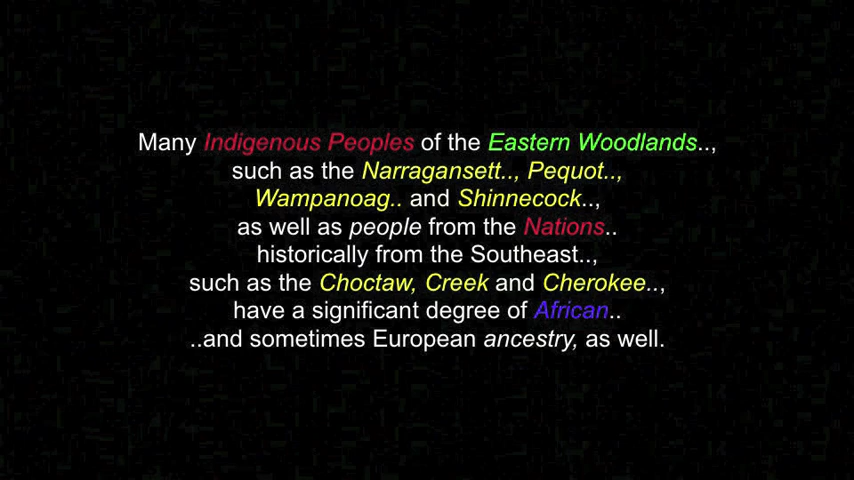 Many Indigenous Peoples of the Eastern Woodlands..,
such as the Narragansett.., Pequot..,
Wampanoag.. and Shinnecock..,
as well as people from the Nations..
historically from the Southeast..,
such as the Choctaw, Creek and Cherokee..,
have a significant degree of African..
..and sometimes European ancestry, as well.